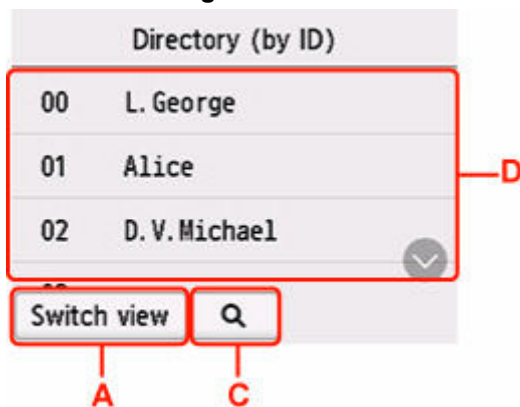 Directory (by ID)
00 L. George
01 Alice
02 D. V. Michael
D
Switch view
A C